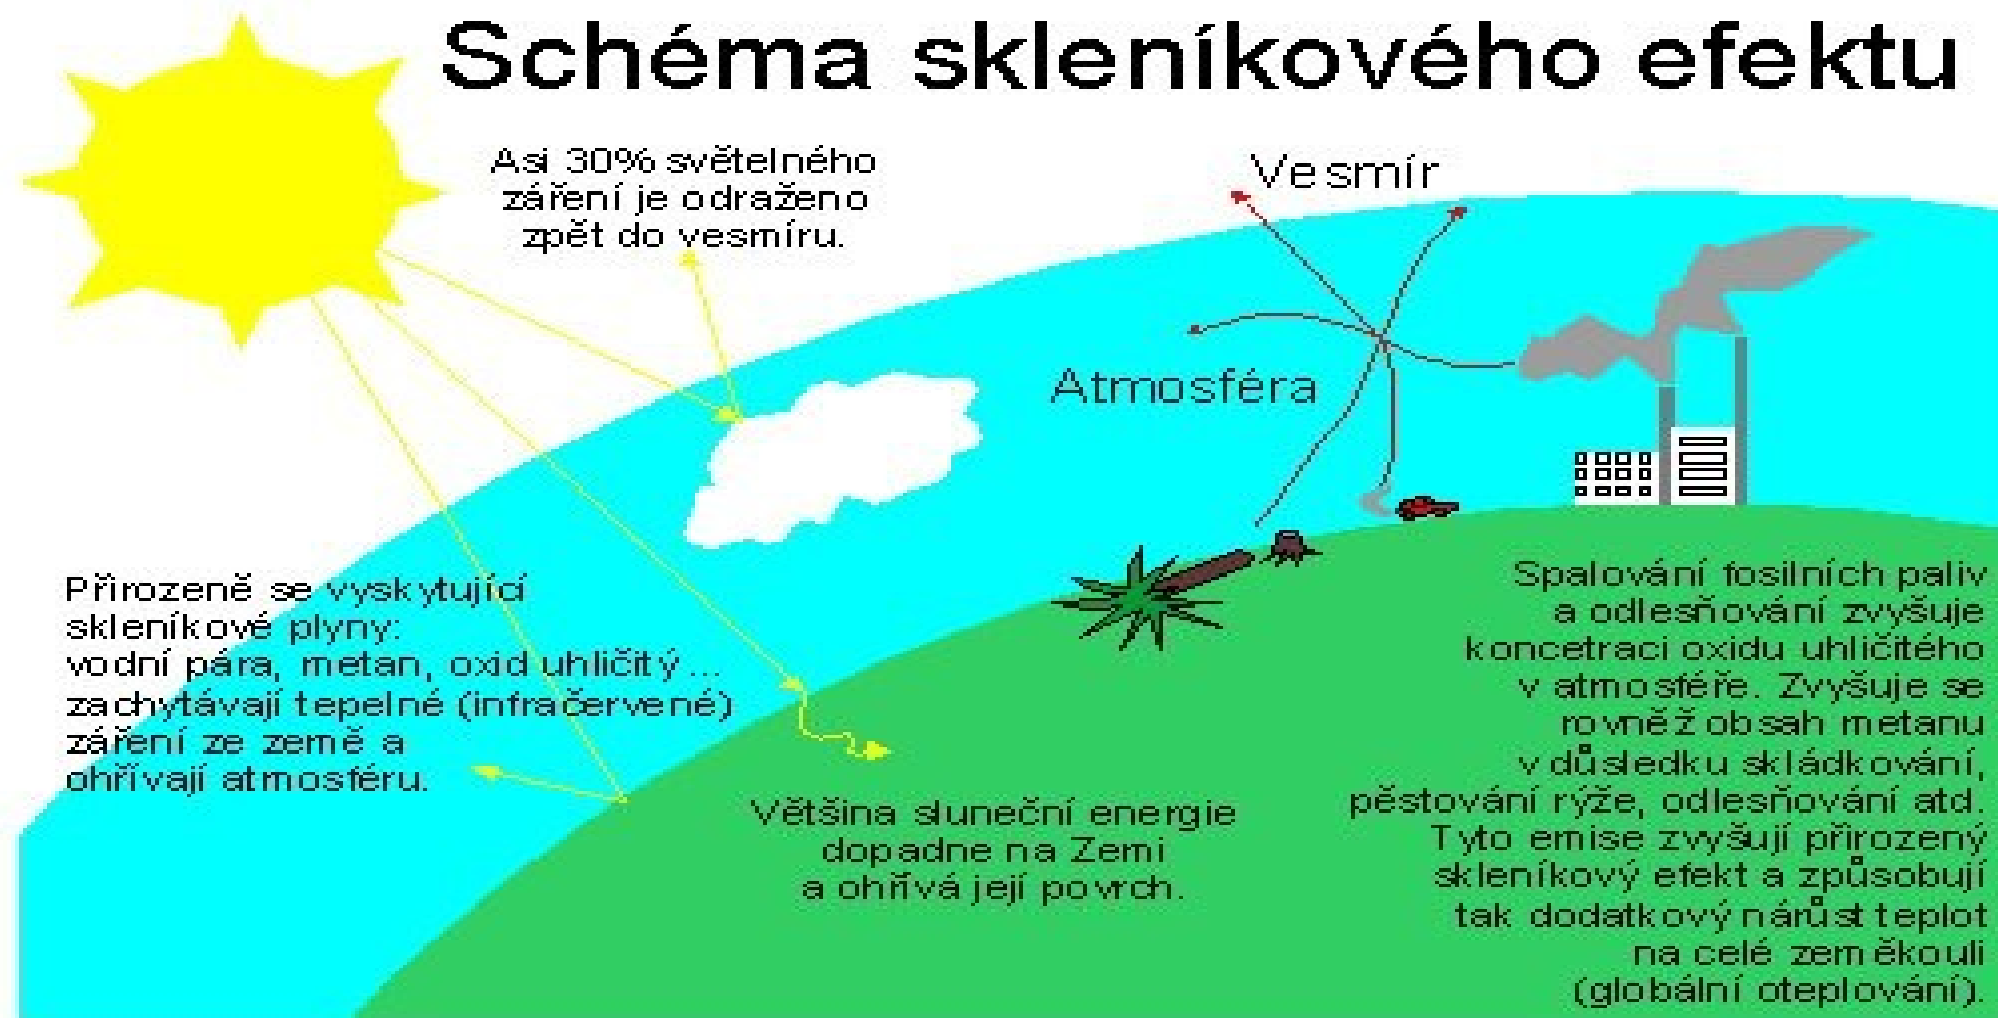 Schéma skleníkového efektu
Asi 30% světelného
záření je odraženo
zpět do vesmíru.
Vesmír
Atmosféra
Přirozeně se vyskytující
skleníkové plyny:
vodní pára, metan, oxid uhličitý...
zachytávají tepelné (infračervené)
záření ze země a
ohřívají atmosféru.
Většina sluneční energie
dopadne na Zemi
a ohřívá její povrch.
Spalování fosilních paliv
a odlesňování zvyšuje
koncetraci oxidu uhličitého
v atmosféře. Zvyšuje se
rovněž obsah metanu
v důsledku skládkování,
pěstování rýže, odlesňování atd.
Tyto emise zvyšují přirozený
skleníkový efekt a způsobují
tak dodatkový nárůst teplot
na celé zeměkouli
(globální oteplování).